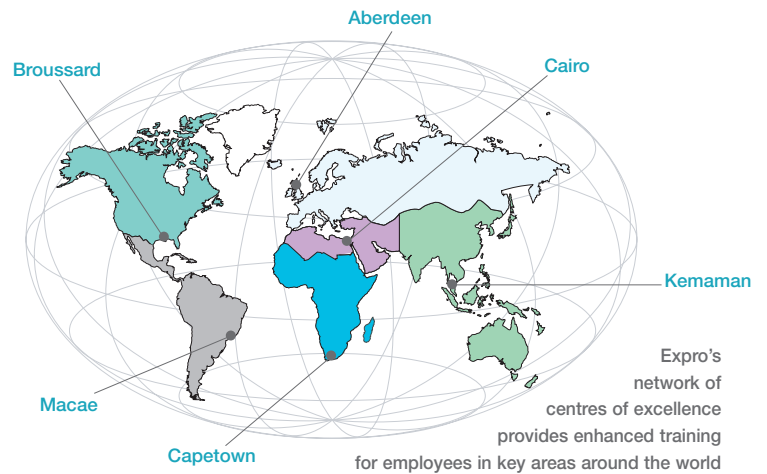 Aberdeen
Broussard
Cairo
Kemaman
Macae
Capetown
Expro's
network of
centres of excellence
provides enhanced training
for employees in key areas around the world